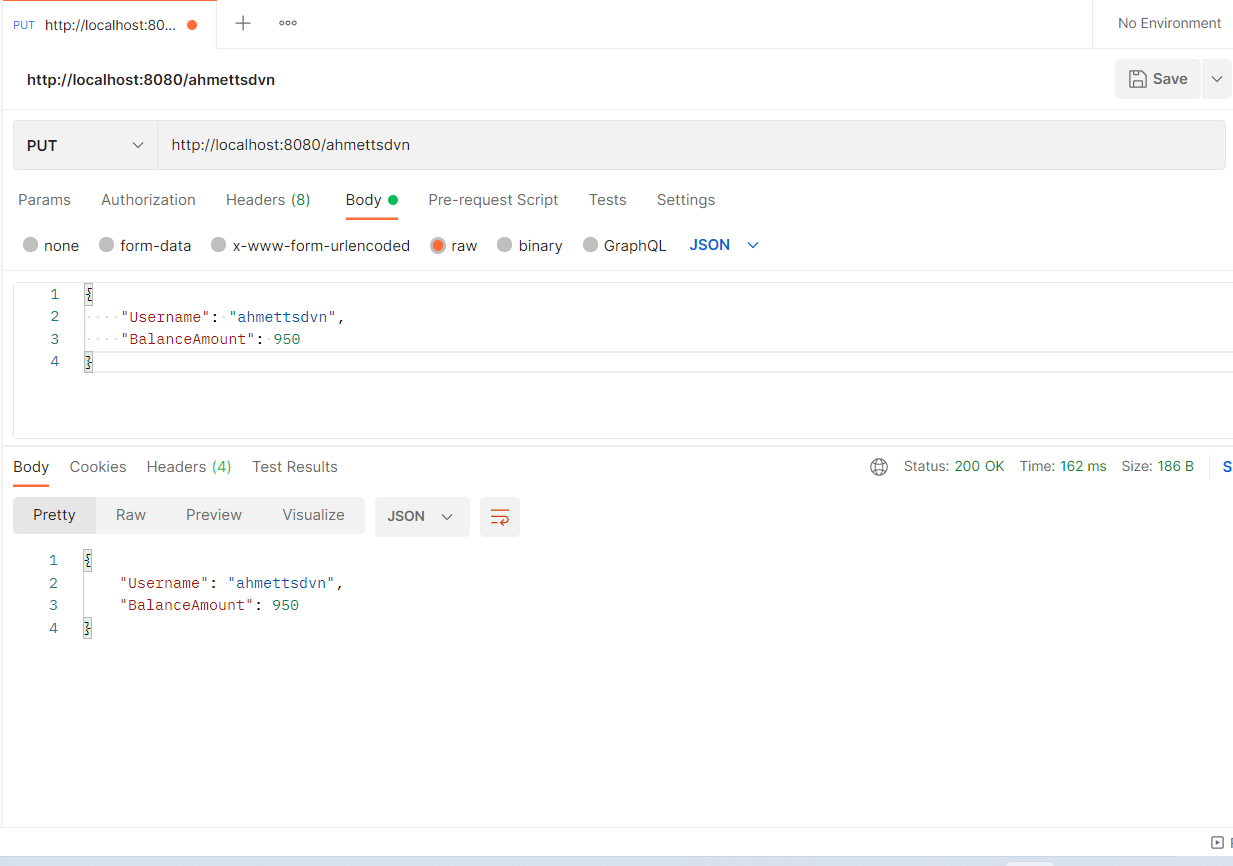 PUT http://localhost:80... No Environment
http://localhost:8080/ahmettsdvn Save
PUT http://localhost:8080/ahmettsdvn
Params Authorization Headers (8) Body Pre-request Script Tests Settings
none form-data x-www-form-urlencoded raw binary GraphQL JSON
1 {
2 "Username": "ahmettsdvn",
3 "BalanceAmount": 950
4 }
Body Cookies Headers (4) Test Results Status: 200 OK Time: 162 ms Size: 186 B S
Pretty Raw Preview Visualize JSON
1 {
2 "Username": "ahmettsdvn",
3 "BalanceAmount": 950
4 }